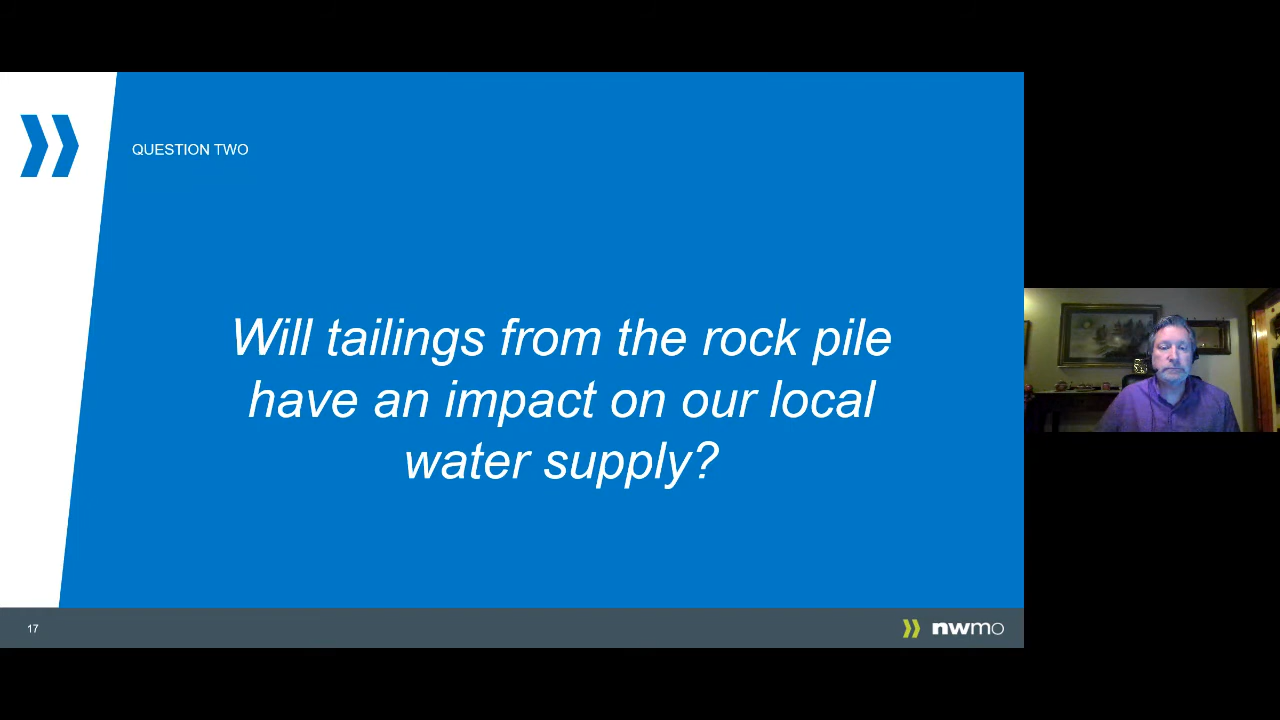 QUESTION TWO
Will tailings from the rock pile
have an impact on our local
water supply?
17
nwmo